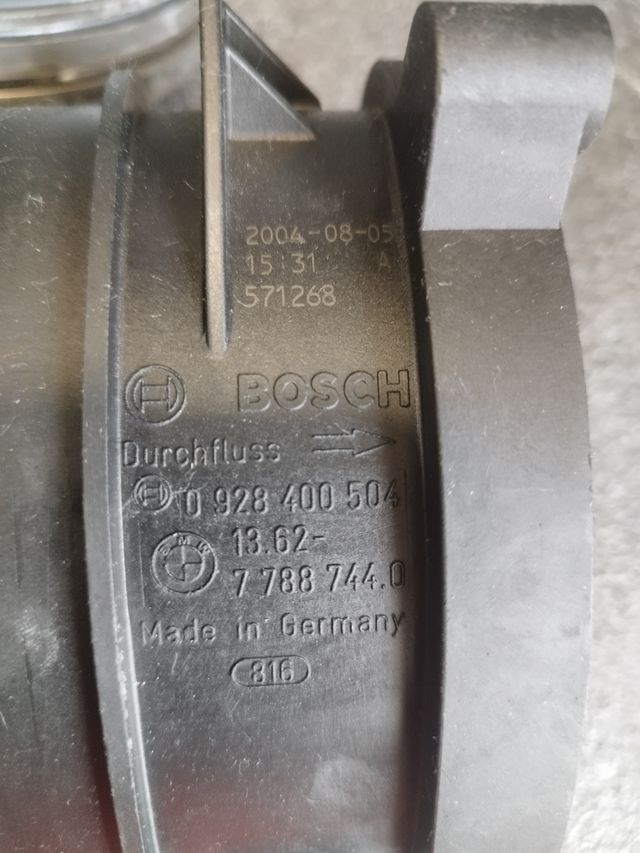 2004-08-05
15:31 A
571268
BOSCH
Durchfluss
0 928 400 504
BMW
13.62-
7 788 744.0
Made in Germany
816